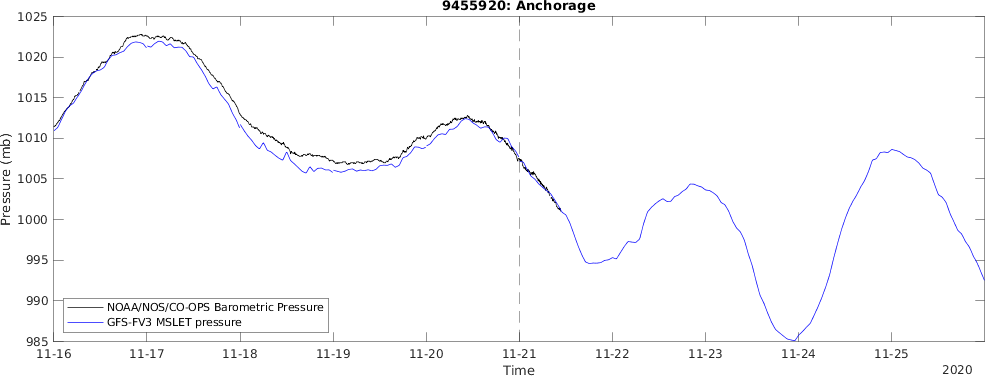 9455920: Anchorage
Pressure (mb)
1025
1020
1015
1010
1005
1000
995
990
985
NOAA/NOS/CO-OPS Barometric Pressure
GFS-FV3 MSLET pressure
11-16 11-17 11-18 11-19 11-20 11-21 11-22 11-23 11-24 11-25
Time
2020